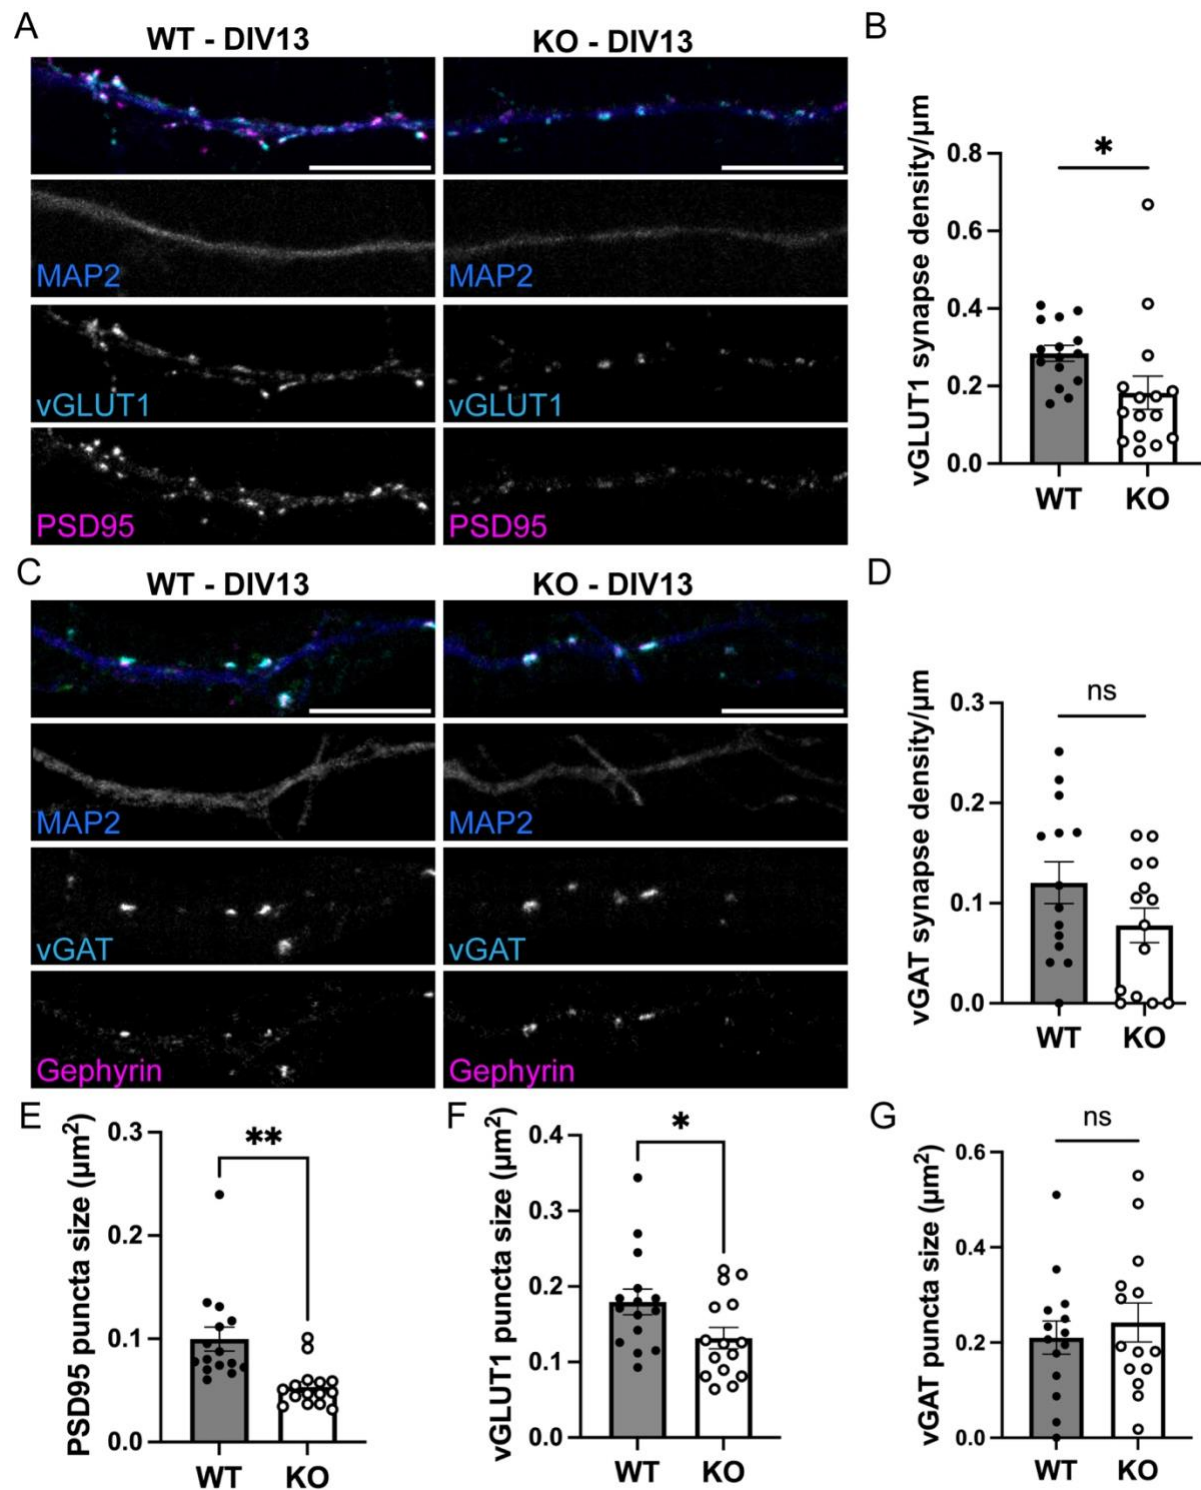 A
WT - DIV13
KO - DIV13
MAP2
MAP2
vGLUT1
vGLUT1
PSD95
PSD95
B
vGLUT1 synapse density/µm
0.8
0.6
0.4
0.2
0.0
*
WT
KO
C
WT - DIV13
KO - DIV13
MAP2
MAP2
vGAT
vGAT
Gephyrin
Gephyrin
D
vGAT synapse density/µm
0.3
0.2
0.1
0.0
ns
WT
KO
E
PSD95 puncta size (µm²)
0.3
0.2
0.1
0.0
**
WT
KO
F
vGLUT1 puncta size (µm²)
0.4
0.3
0.2
0.1
0.0
*
WT
KO
G
vGAT puncta size (µm²)
0.6
0.4
0.2
0.0
ns
WT
KO